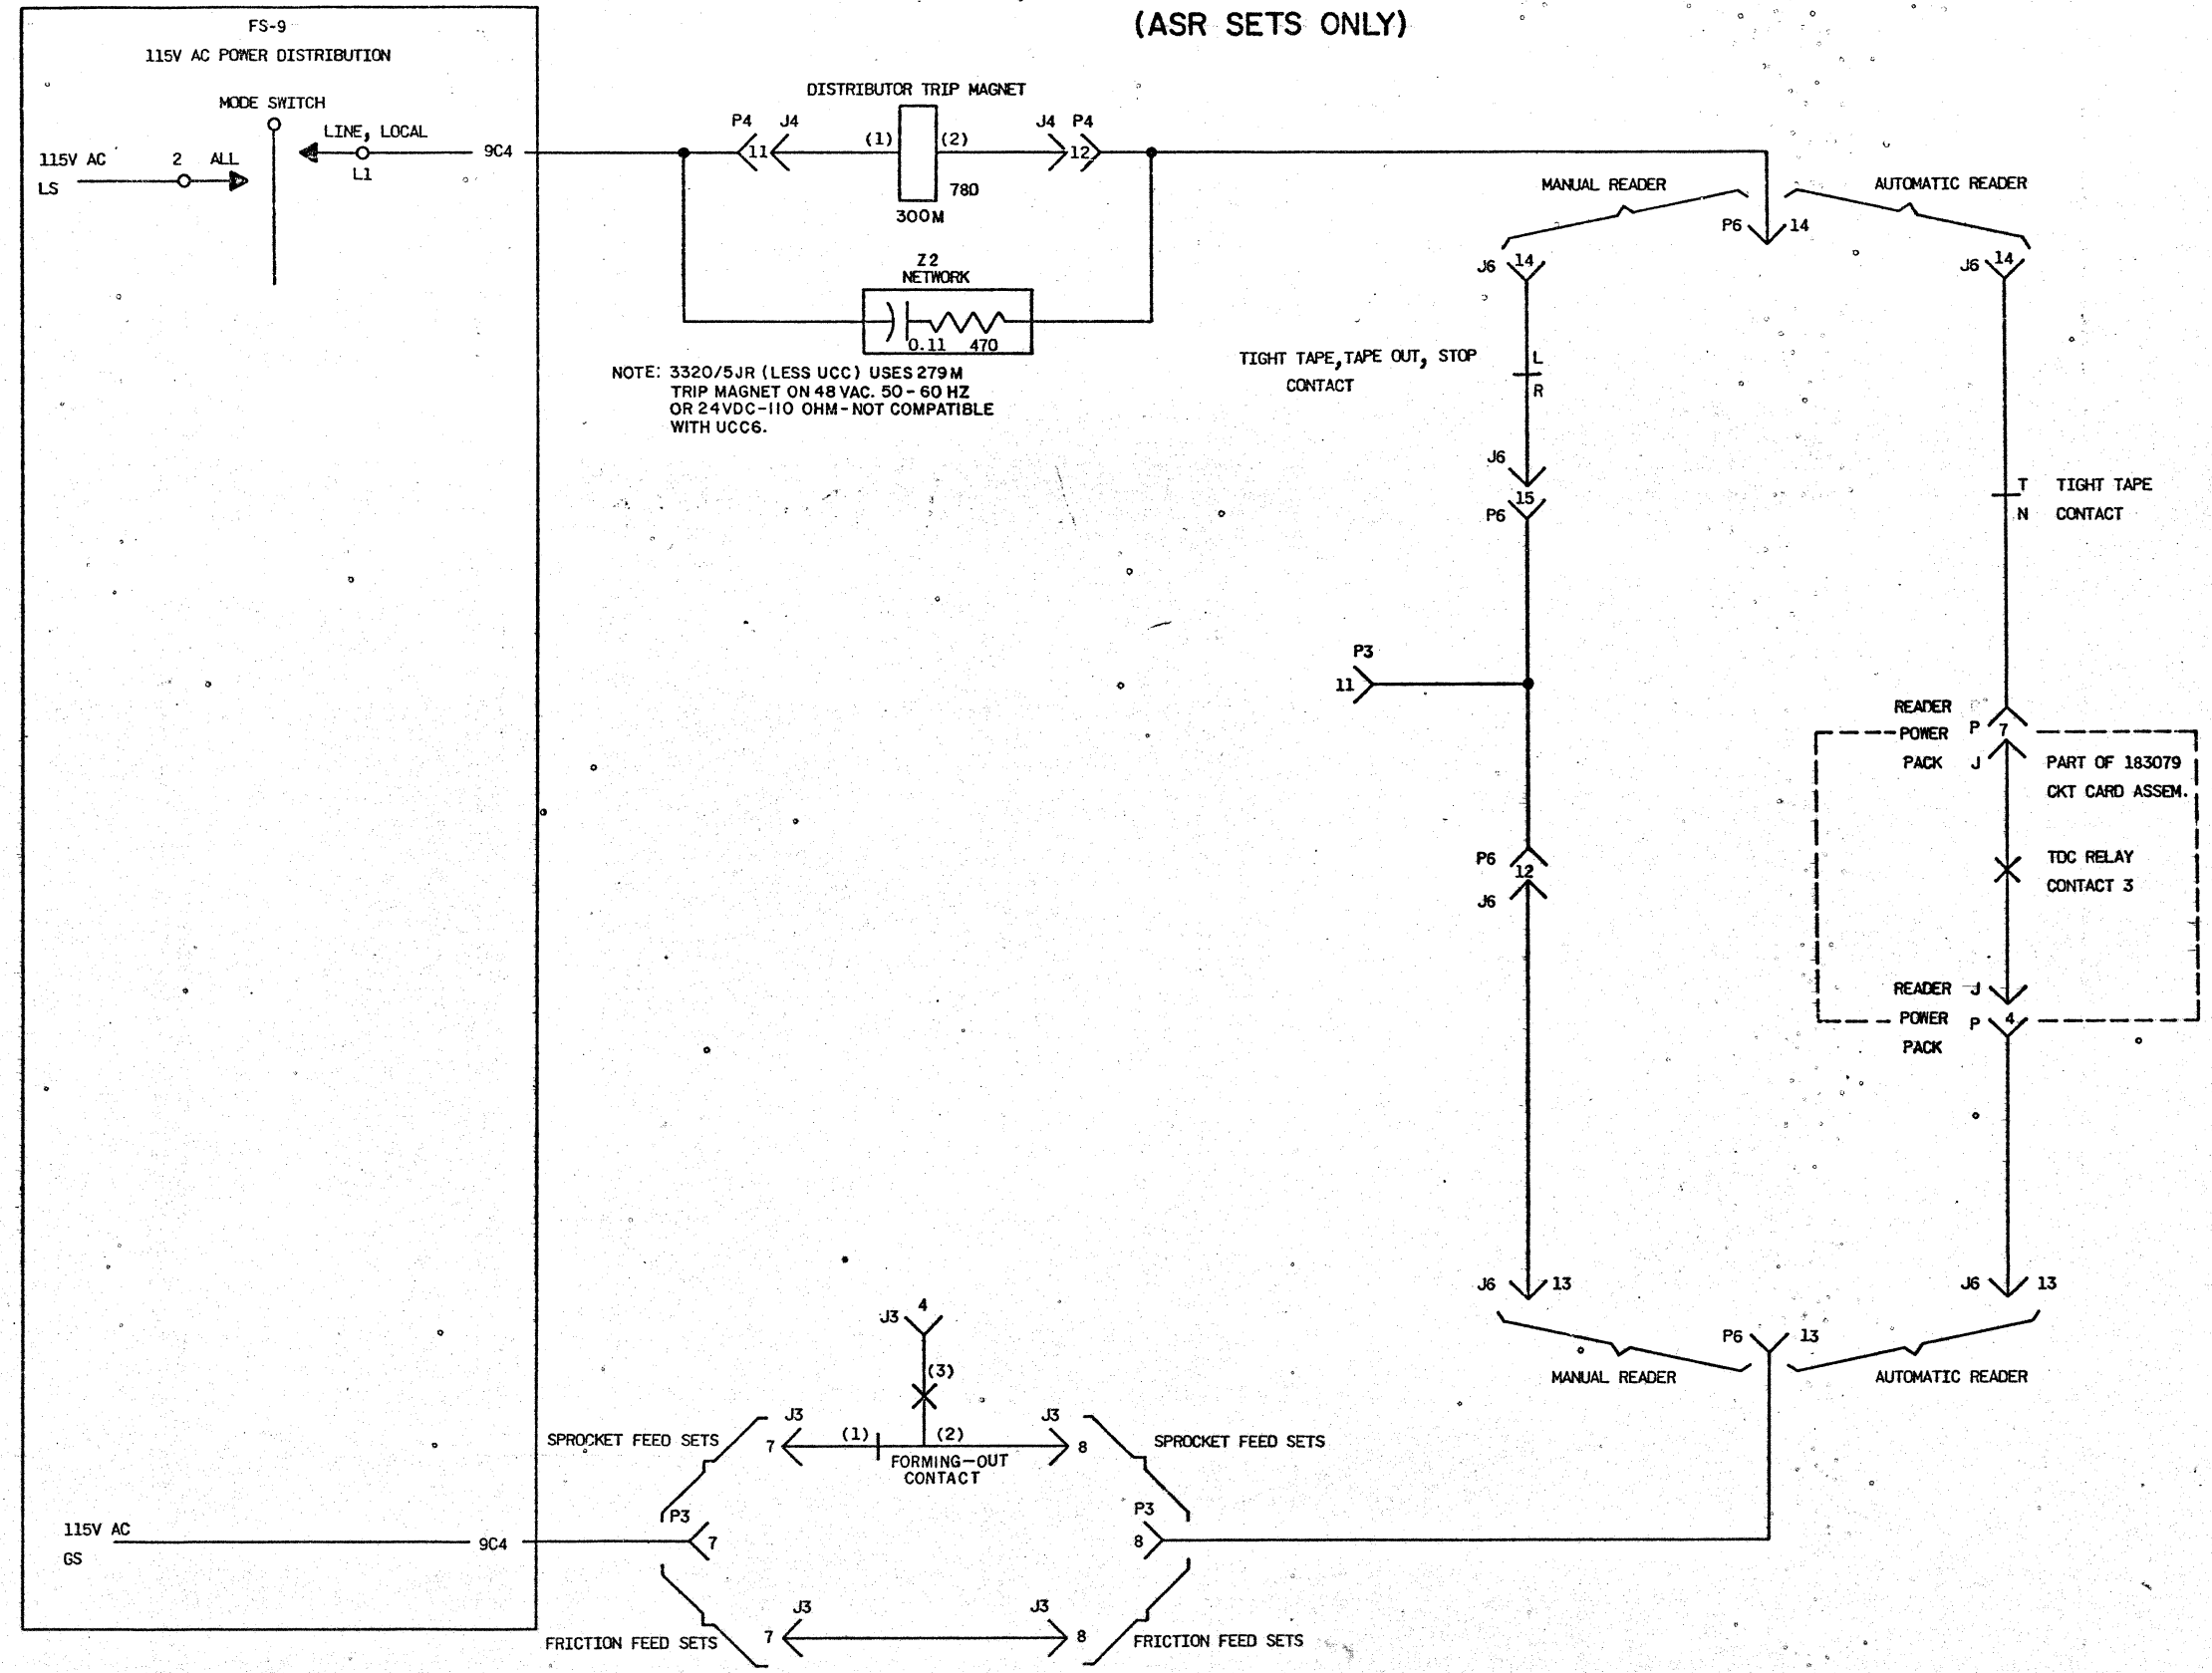 (ASR SETS ONLY)
FS-9
115V AC POWER DISTRIBUTION
MODE SWITCH
LINE, LOCAL
L1
9C4
115V AC
LS
2
ALL
DISTRIBUTOR TRIP MAGNET
P4
J4
11
(1)
(2)
780
300M
J4
P4
12
Z2
NETWORK
0.11
470
NOTE: 3320/5JR (LESS UCC) USES 279M
TRIP MAGNET ON 48 VAC. 50-60 HZ
OR 24VDC-110 OHM-NOT COMPATIBLE
WITH UCC6.
MANUAL READER
AUTOMATIC READER
P6
14
J6
14
J6
14
TIGHT TAPE, TAPE OUT, STOP
CONTACT
L
R
J6
15
P6
T
N
TIGHT TAPE
CONTACT
P3
11
READER
POWER
PACK
P
7
J
PART OF 183079
CKT CARD ASSEM.
P6
12
J6
TDC RELAY
CONTACT 3
READER
POWER
PACK
J
P
4
J6
13
J6
13
P6
13
MANUAL READER
AUTOMATIC READER
J3
4
(3)
SPROCKET FEED SETS
J3
7
(1)
(2)
FORMING-OUT
CONTACT
J3
8
SPROCKET FEED SETS
115V AC
GS
9C4
P3
7
P3
8
FRICTION FEED SETS
J3
7
J3
8
FRICTION FEED SETS